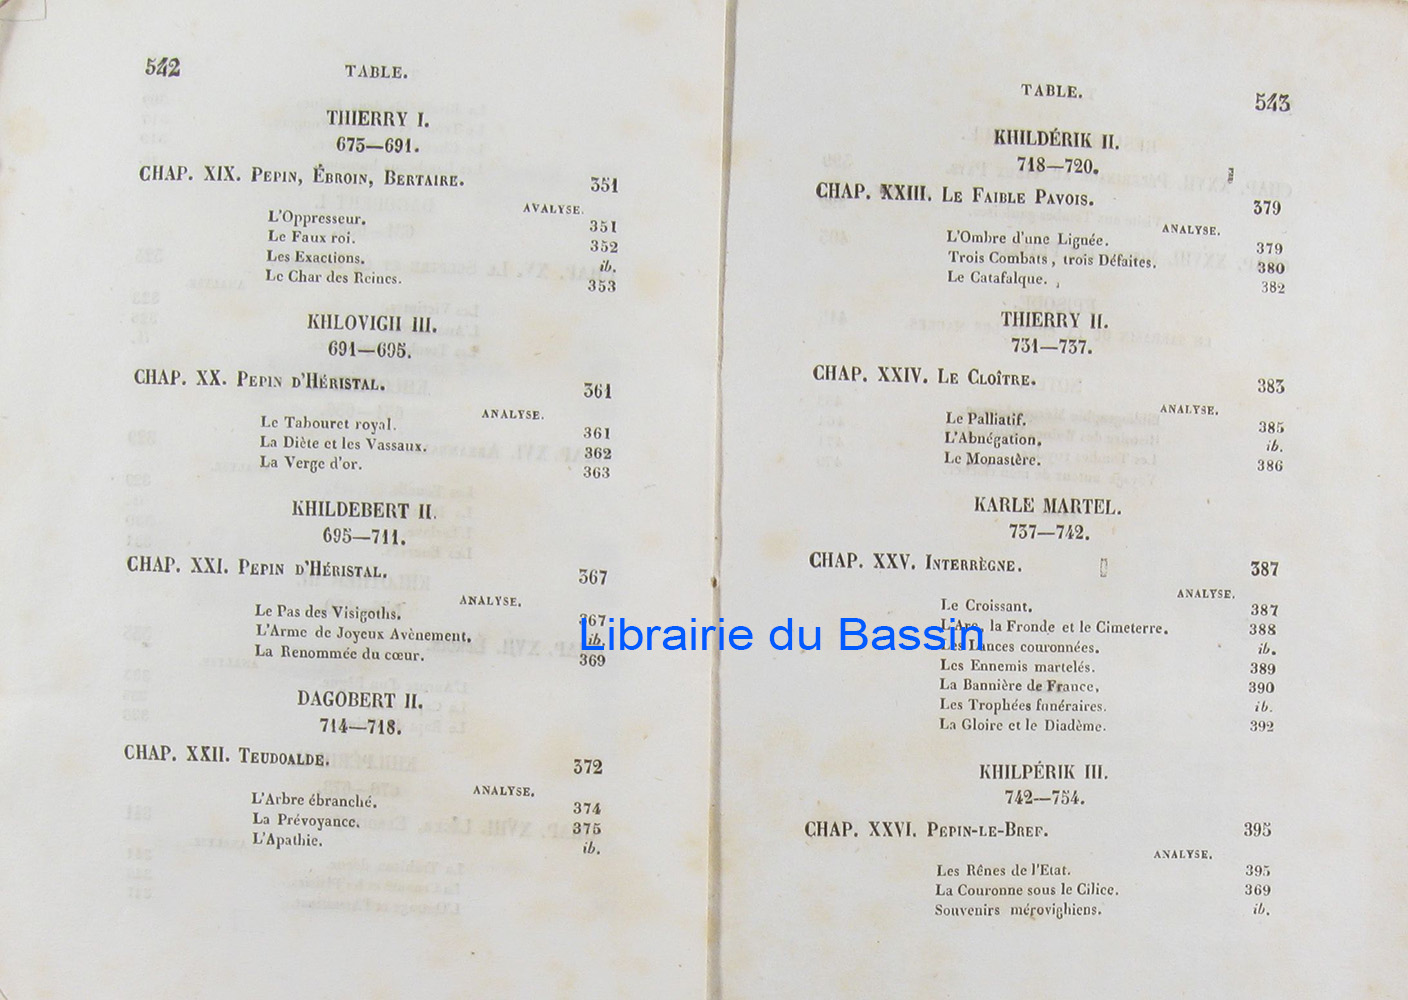 542
TABLE.
THIERRY I.
675—691.
CHAP. XIX. PEPIN, ÉBROIN, BERTAIRE. 351
AVALYSE.
L'Oppresseur. 351
Le Faux roi. 352
Les Exactions. ib.
Le Char des Reines. 353
KHLOVIGH III.
691—695.
CHAP. XX. PEPIN D'HÉRISTAL. 361
ANALYSE.
Le Tabouret royal. 361
La Diète et les Vassaux. 362
La Verge d'or. 363
KHILDEBERT II.
695—711.
CHAP. XXI. PEPIN D'HÉRISTAL. 367
ANALYSE.
Le Pas des Visigoths. 367
L'Arme de Joyeux Avènement. ib.
La Renommée du cœur. 369
DAGOBERT II.
714—718.
CHAP. XXII. TEUDOALDE. 372
ANALYSE.
L'Arbre ébranché. 374
La Prévoyance. 375
L'Apathie. ib.
TABLE.
543
KHILDÉRIK II.
718—720.
CHAP. XXIII. LE FAIBLE PAVOIS. 379
ANALYSE.
L'Ombre d'une Lignée. 379
Trois Combats, trois Défaites. 380
Le Catafalque. 382
THIERRY II.
731—737.
CHAP. XXIV. LE CLOÎTRE. 383
ANALYSE.
Le Palliatif. 385
L'Abnégation. ib.
Le Monastère. 386
KARLE MARTEL.
737—742.
CHAP. XXV. INTERRÈGNE. 387
ANALYSE.
Le Croissant. 387
L'Arc, la Fronde et le Cimeterre. 388
Les Lances couronnées. ib.
Les Ennemis martelés. 389
La Bannière de France. 390
Les Trophées funéraires. ib.
La Gloire et le Diadème. 392
KHILPÉRIK III.
742—754.
CHAP. XXVI. PEPIN-LE-BREF. 395
ANALYSE.
Les Rênes de l'Etat. 395
La Couronne sous le Cilice. 369
Souvenirs mérovighiens. ib.
Librairie du Bassin